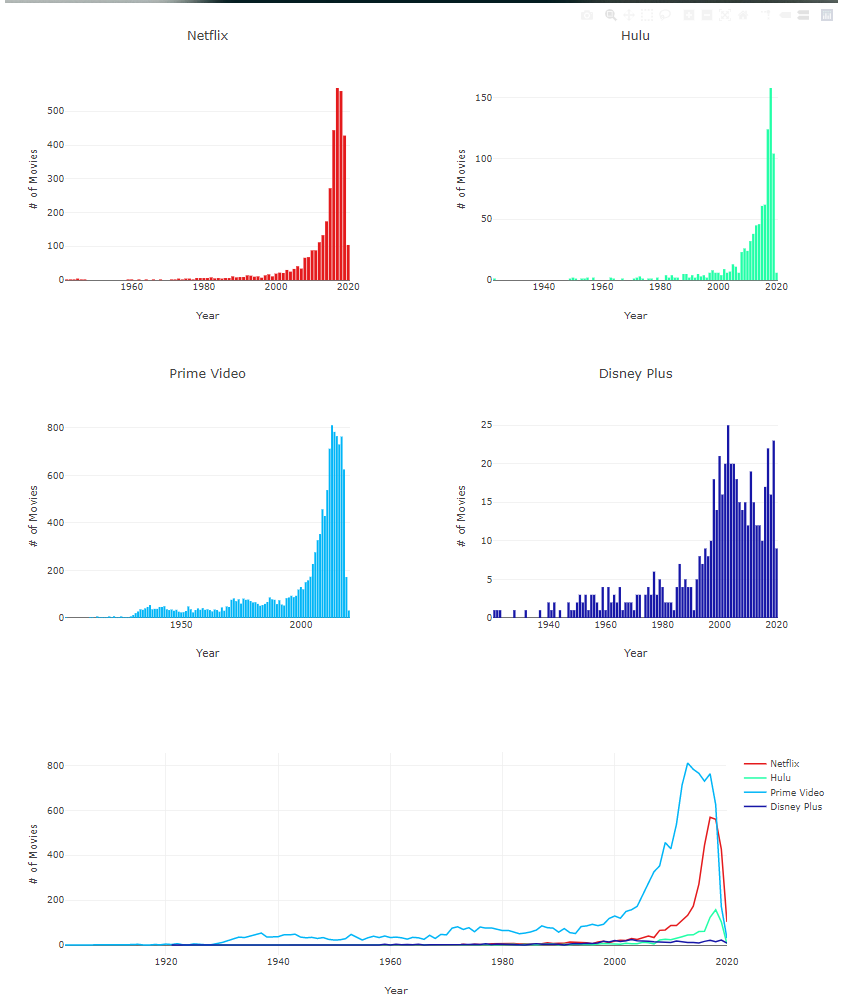 Netflix
# of Movies
500
400
300
200
100
0
1960 1980 2000 2020
Year
Hulu
# of Movies
150
100
50
0
1940 1960 1980 2000 2020
Year
Prime Video
# of Movies
800
600
400
200
0
1950 2000
Year
Disney Plus
# of Movies
25
20
15
10
5
0
1940 1960 1980 2000 2020
Year
# of Movies
800
600
400
200
0
1920 1940 1960 1980 2000 2020
Year
Netflix
Hulu
Prime Video
Disney Plus